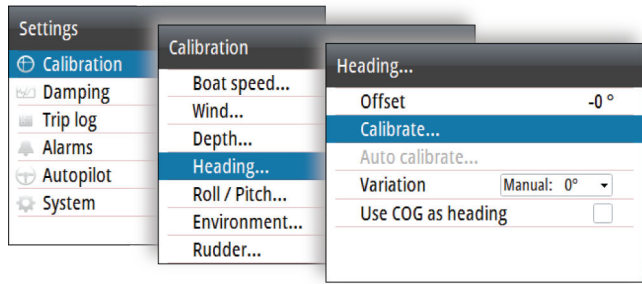 Settings
Calibration
Damping
Trip log
Alarms
Autopilot
System
Calibration
Boat speed...
Wind...
Depth...
Heading...
Roll / Pitch...
Environment...
Rudder...
Heading...
Offset -0 °
Calibrate...
Auto calibrate...
Variation Manual: 0°
Use COG as heading